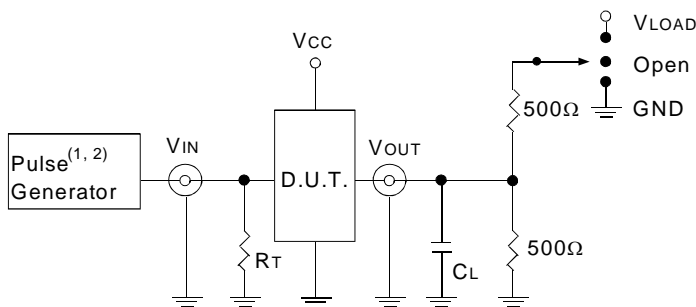 VLOAD
VCC
Open
500Ω
GND
Pulse(1, 2)
Generator
VIN
D.U.T.
VOUT
RT
CL
500Ω